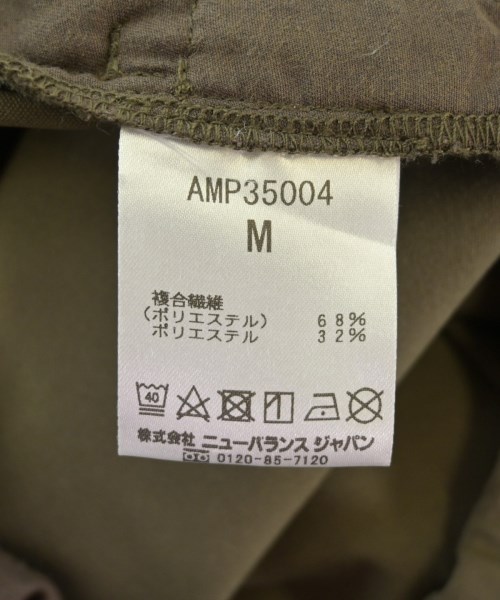 AMP35004
M
複合繊維
(ポリエステル) 68%
ポリエステル 32%
40
株式会社 ニューバランス ジャパン
0120-85-7120